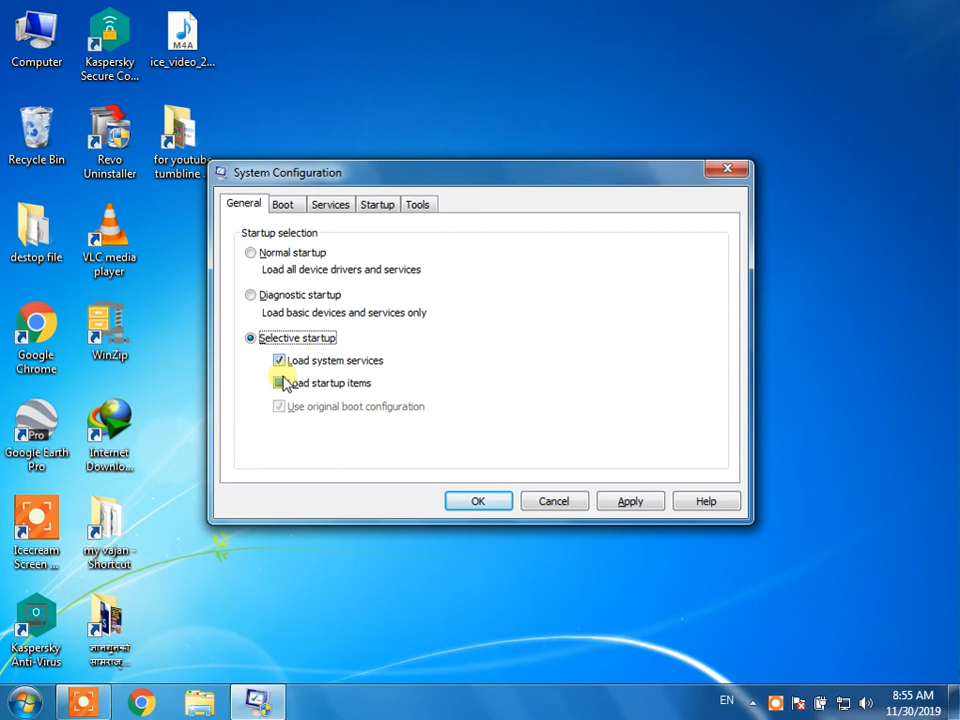 Computer
Kaspersky
Secure Co...
M4A
ice_video_2...
Recycle Bin
Revo
Uninstaller
for youtube
tumbline
destop file
VLC media
player
Google
Chrome
WinZip
Pro
Google Earth
Pro
Internet
Downlo...
Icecream
Screen ...
my vajan -
Shortcut
Kaspersky
Anti-Virus
सामराज्...
System Configuration
General
Boot
Services
Startup
Tools
Startup selection
Normal startup
Load all device drivers and services
Diagnostic startup
Load basic devices and services only
Selective startup
Load system services
Load startup items
Use original boot configuration
OK
Cancel
Apply
Help
EN
8:55 AM
11/30/2019